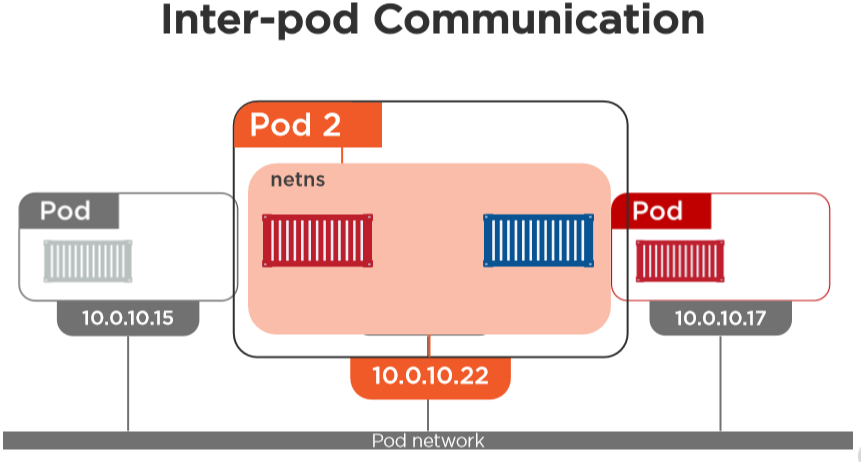 Inter-pod Communication
Pod 2
netns
Pod
Pod
10.0.10.15
10.0.10.17
10.0.10.22
Pod network